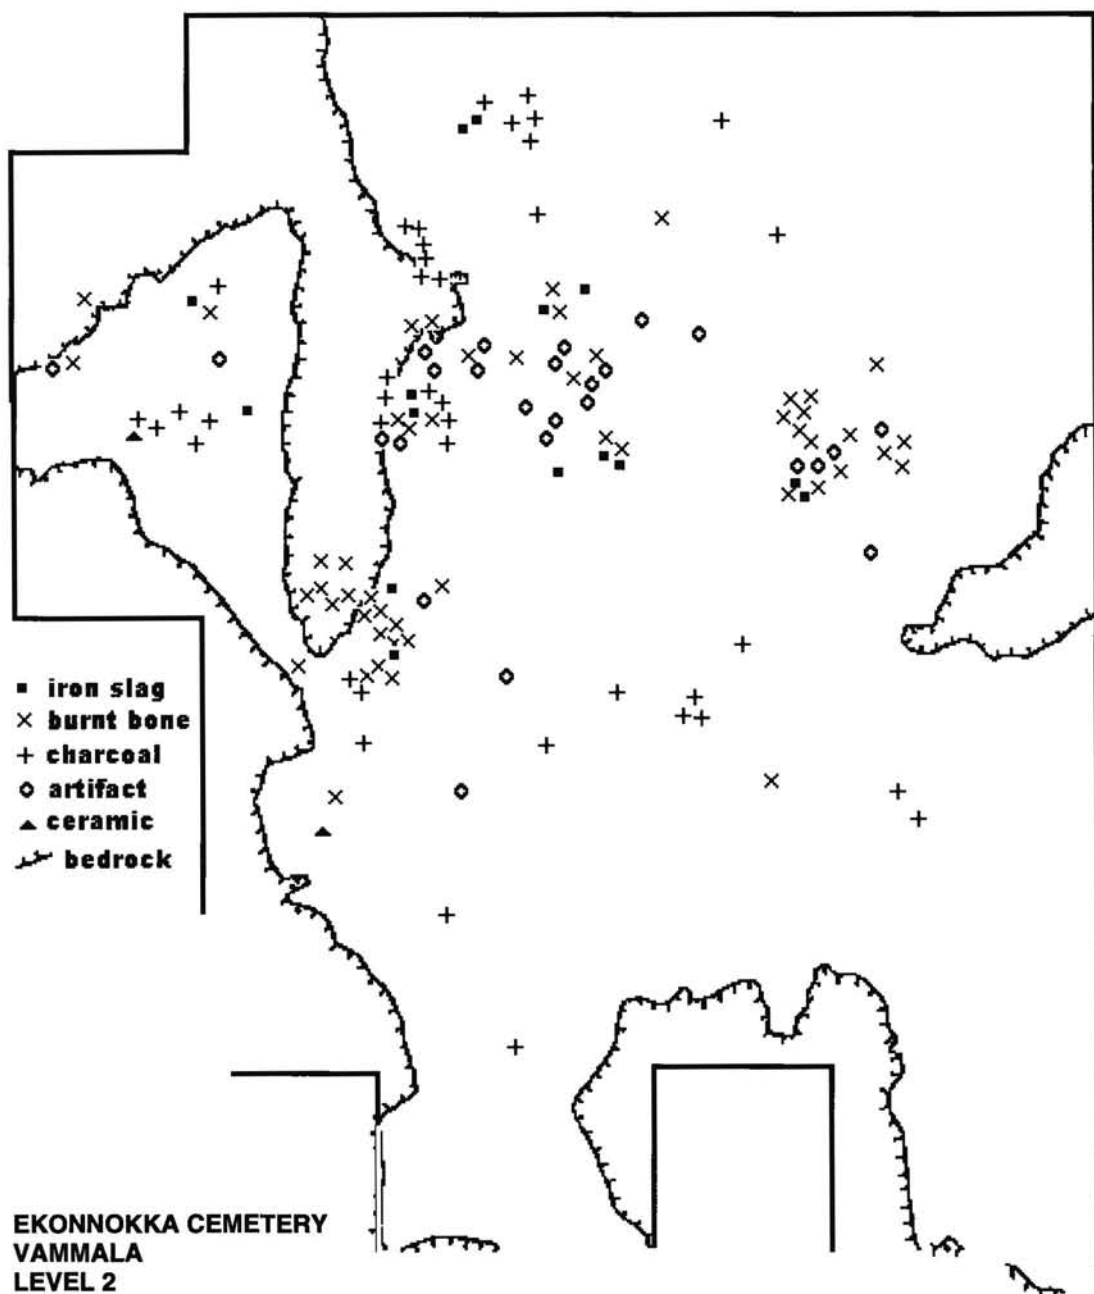 iron slag
burnt bone
charcoal
artifact
ceramic
bedrock
EKONNOKKA CEMETERY
VAMMALA
LEVEL 2